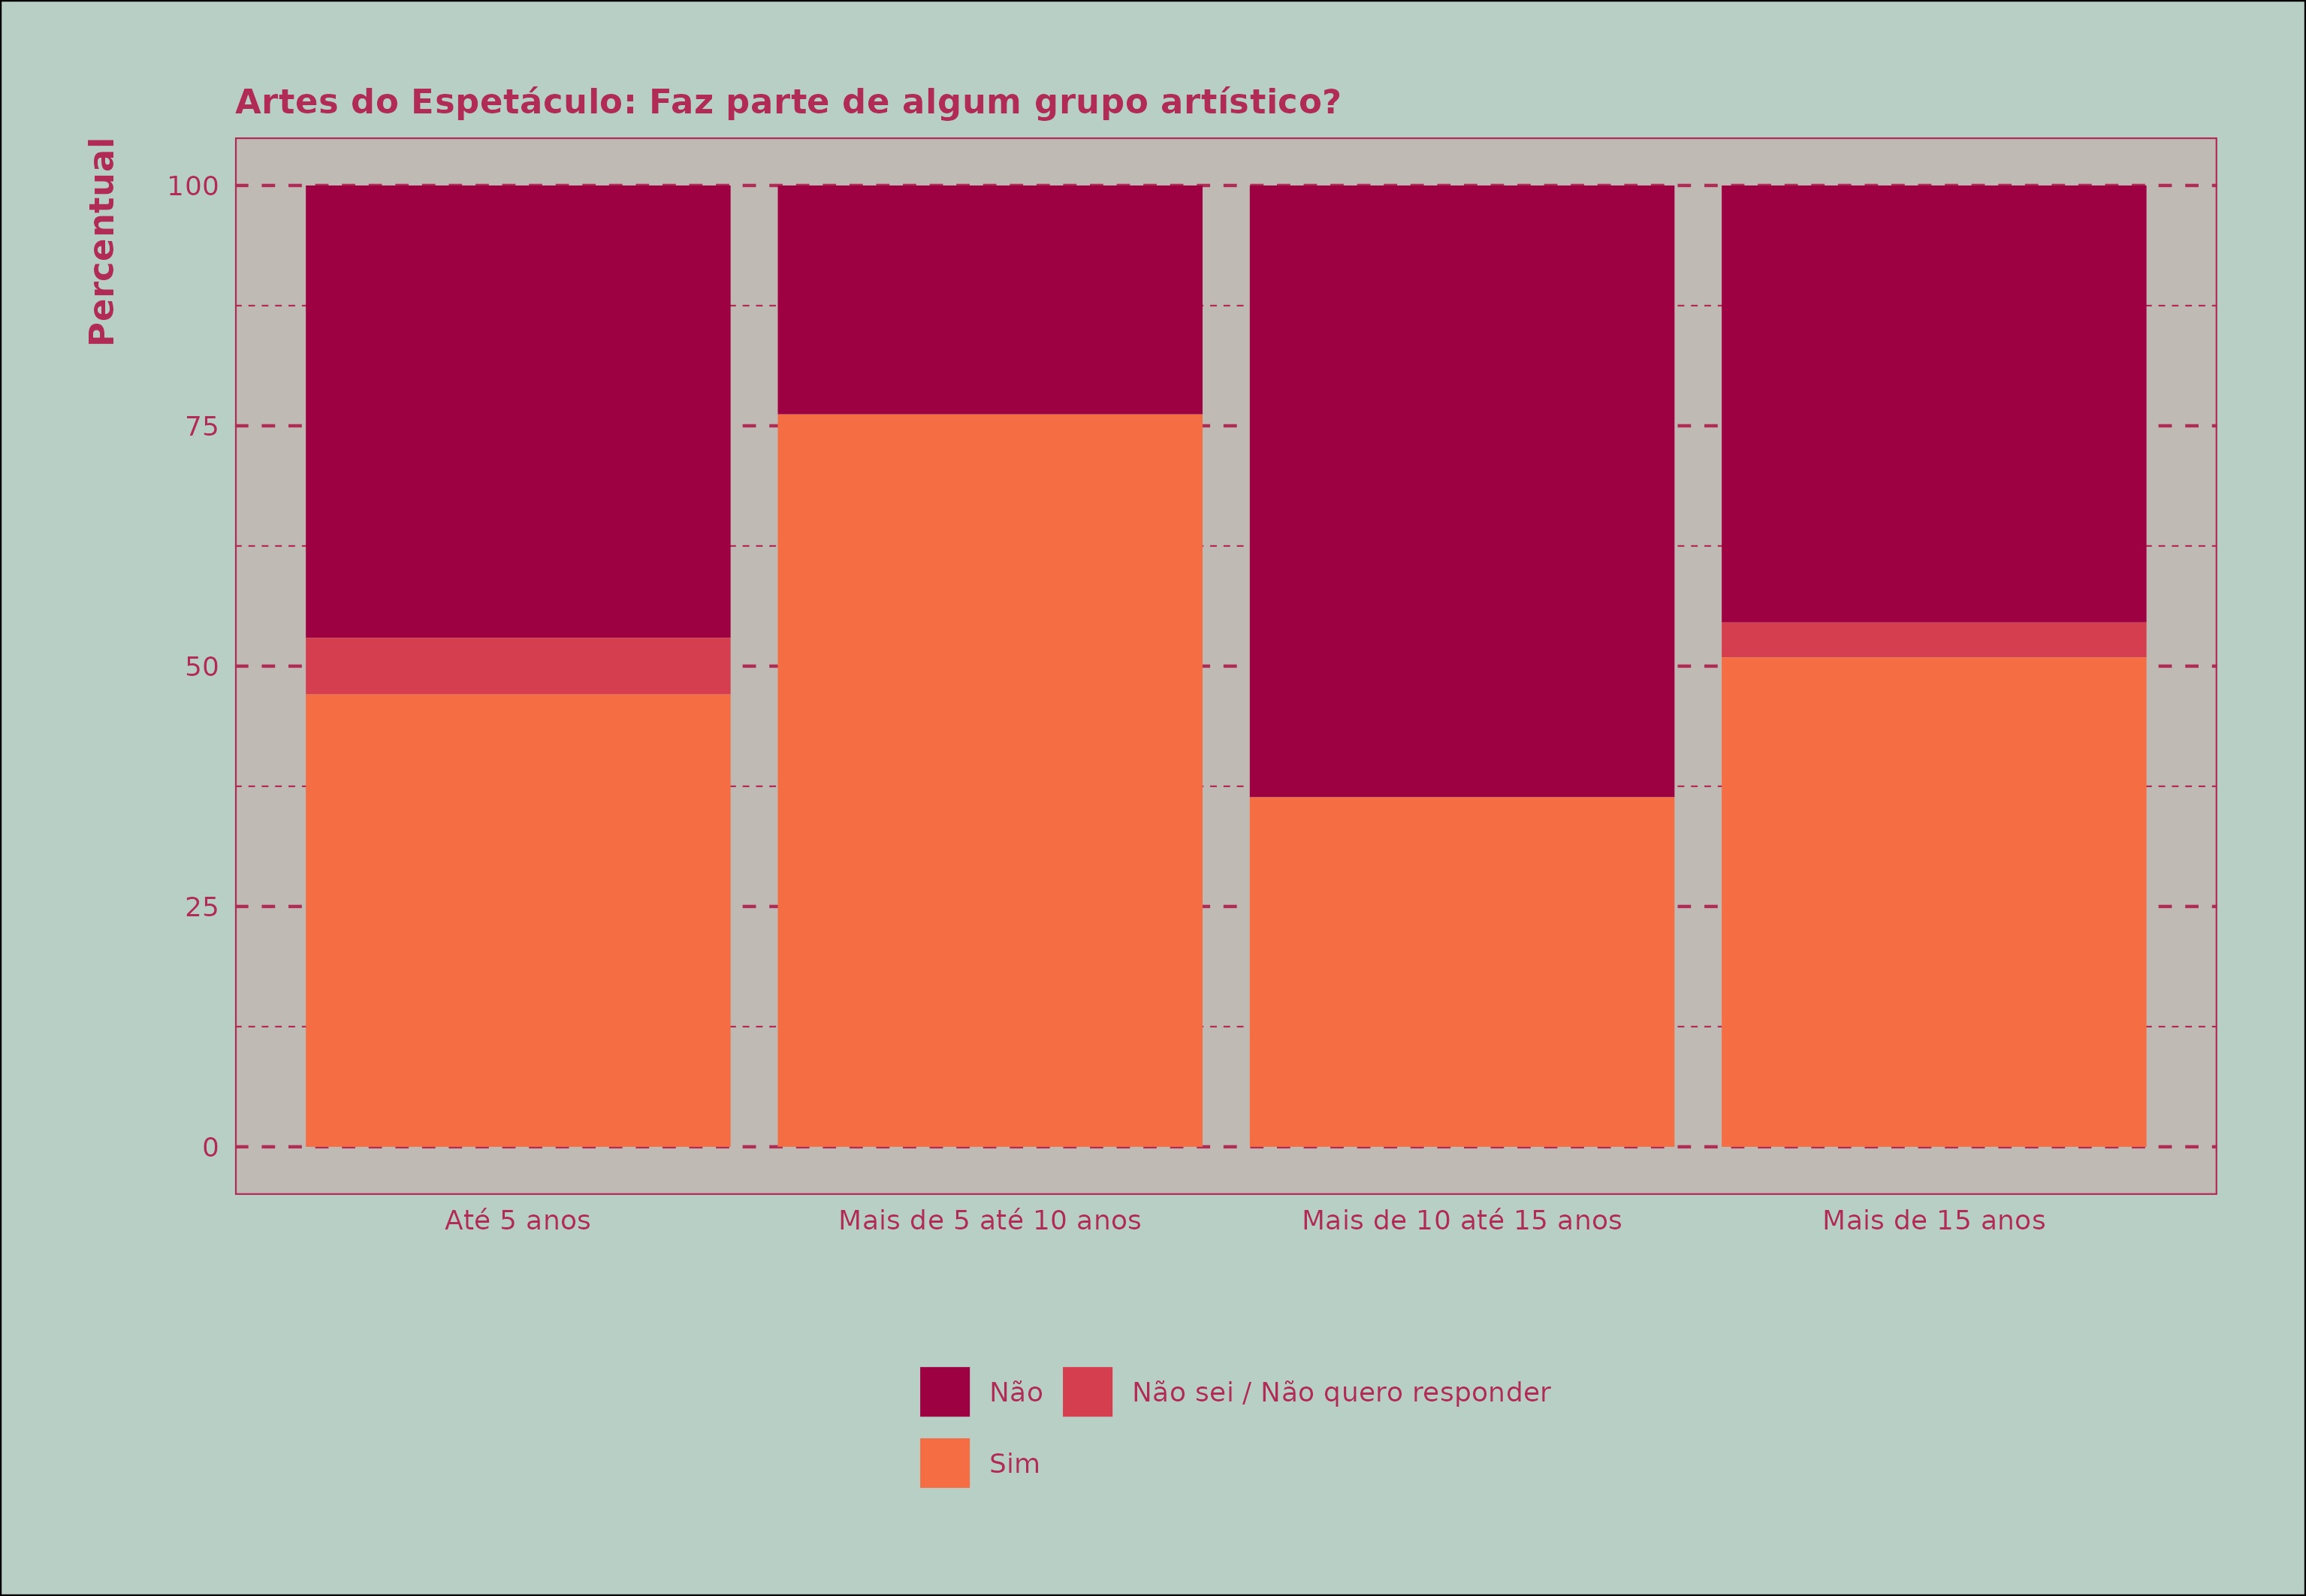 Artes do Espetáculo: Faz parte de algum grupo artístico?
Percentual
100
75
50
25
0
Até 5 anos
Mais de 5 até 10 anos
Mais de 10 até 15 anos
Mais de 15 anos
Não
Não sei / Não quero responder
Sim